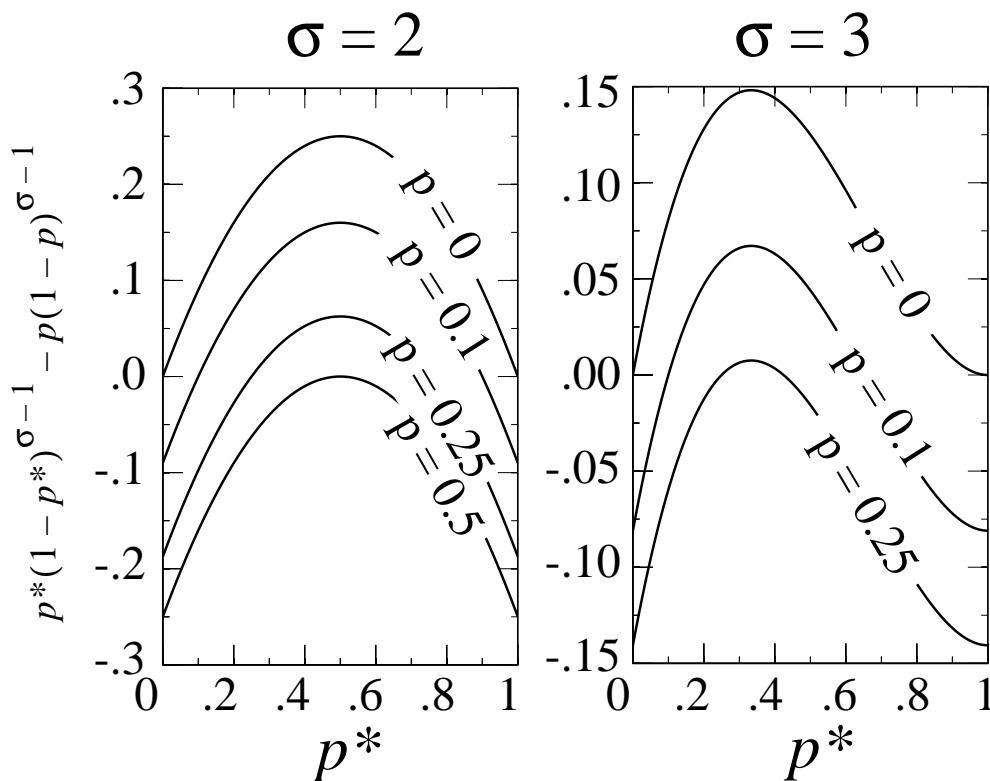 σ = 2
σ = 3
p*(1 – p*)^σ – 1 – p(1 – p)^σ – 1
.3
.2
.1
.0
-.1
-.2
-.3
p = 0
p = 0.1
p = 0.25
p = 0.5
0 .2 .4 .6 .8 1
p*
.15
.10
.05
.00
-.05
-.10
-.15
p = 0
p = 0.1
p = 0.25
0 .2 .4 .6 .8 1
p*